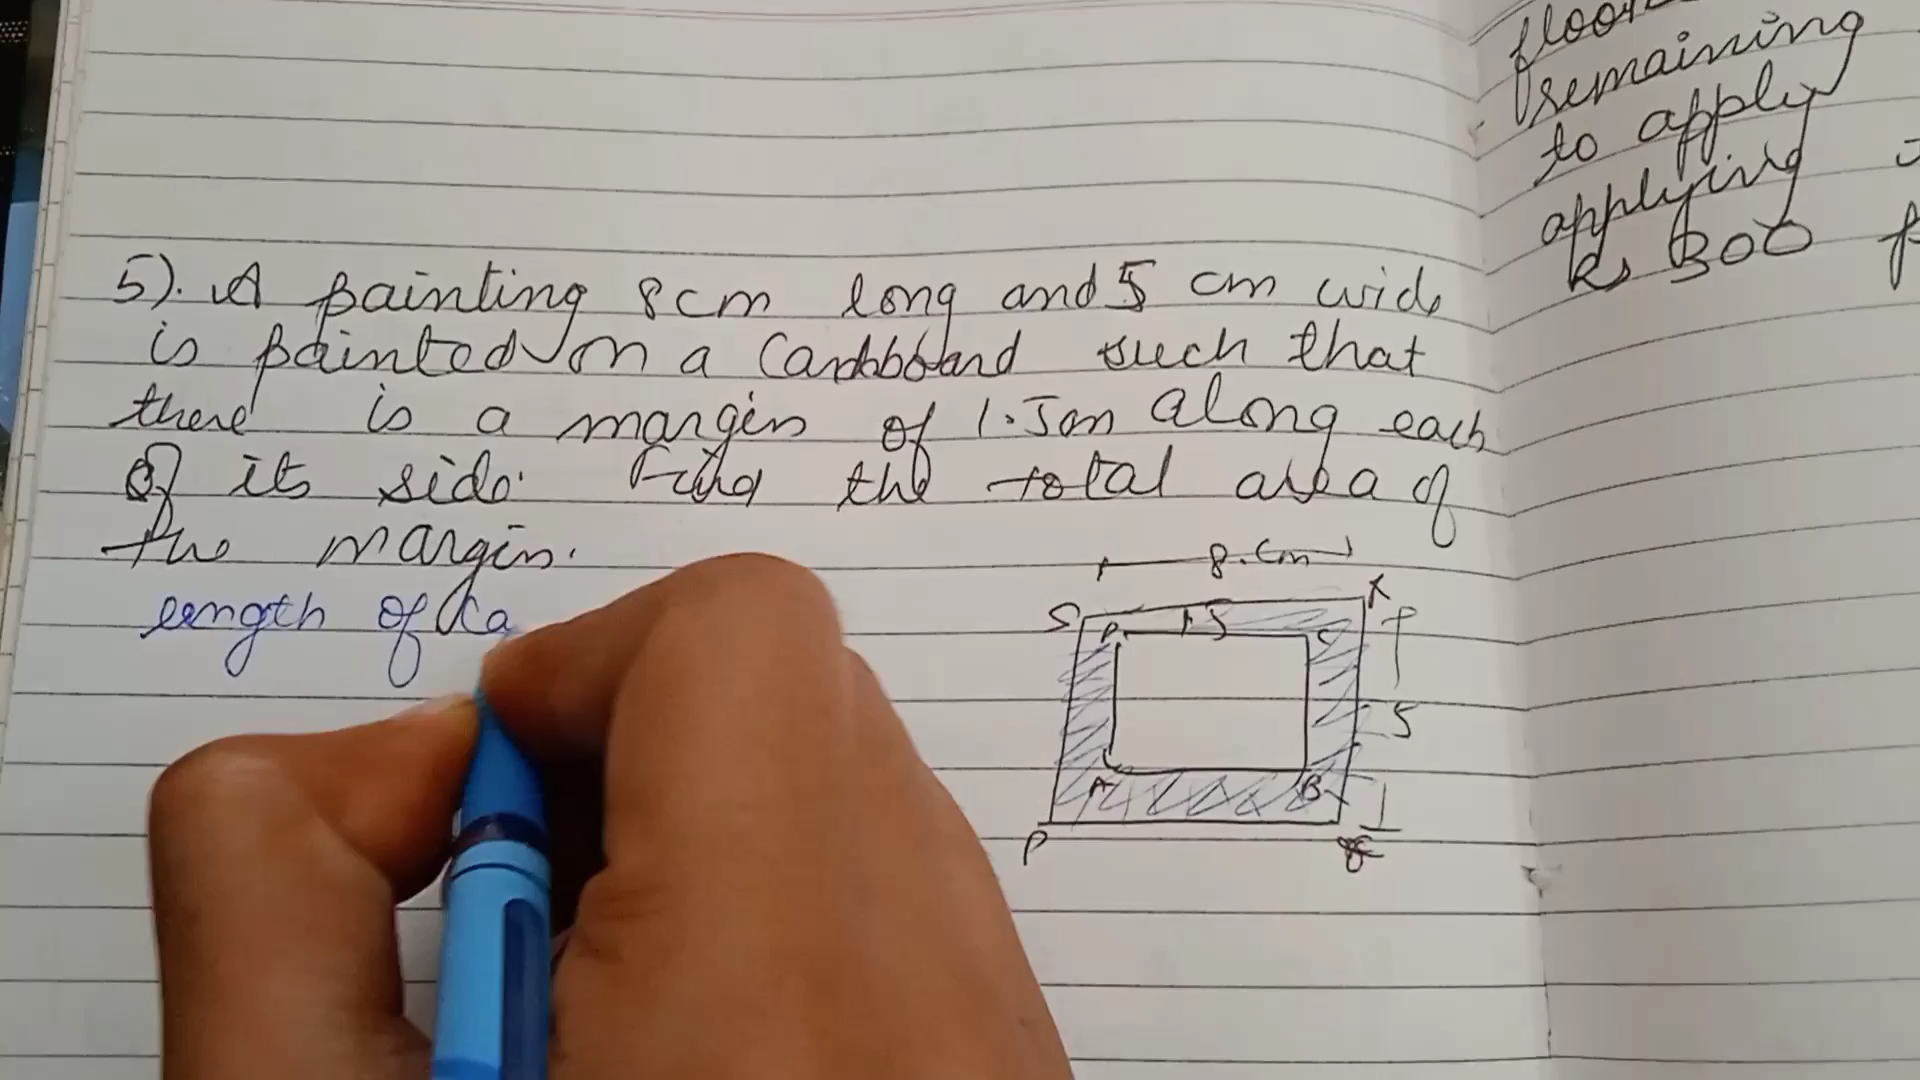 5). A painting 8cm long and 5 cm wide
is painted on a Cardboard such that
there is a margin of 1.5cm along each
of its side. Find the total area of
the margin.
length of Ca
8.cm
S R
D 1.5 C
5
A B
P
floor
remaining
to apply
applying
Rs 300